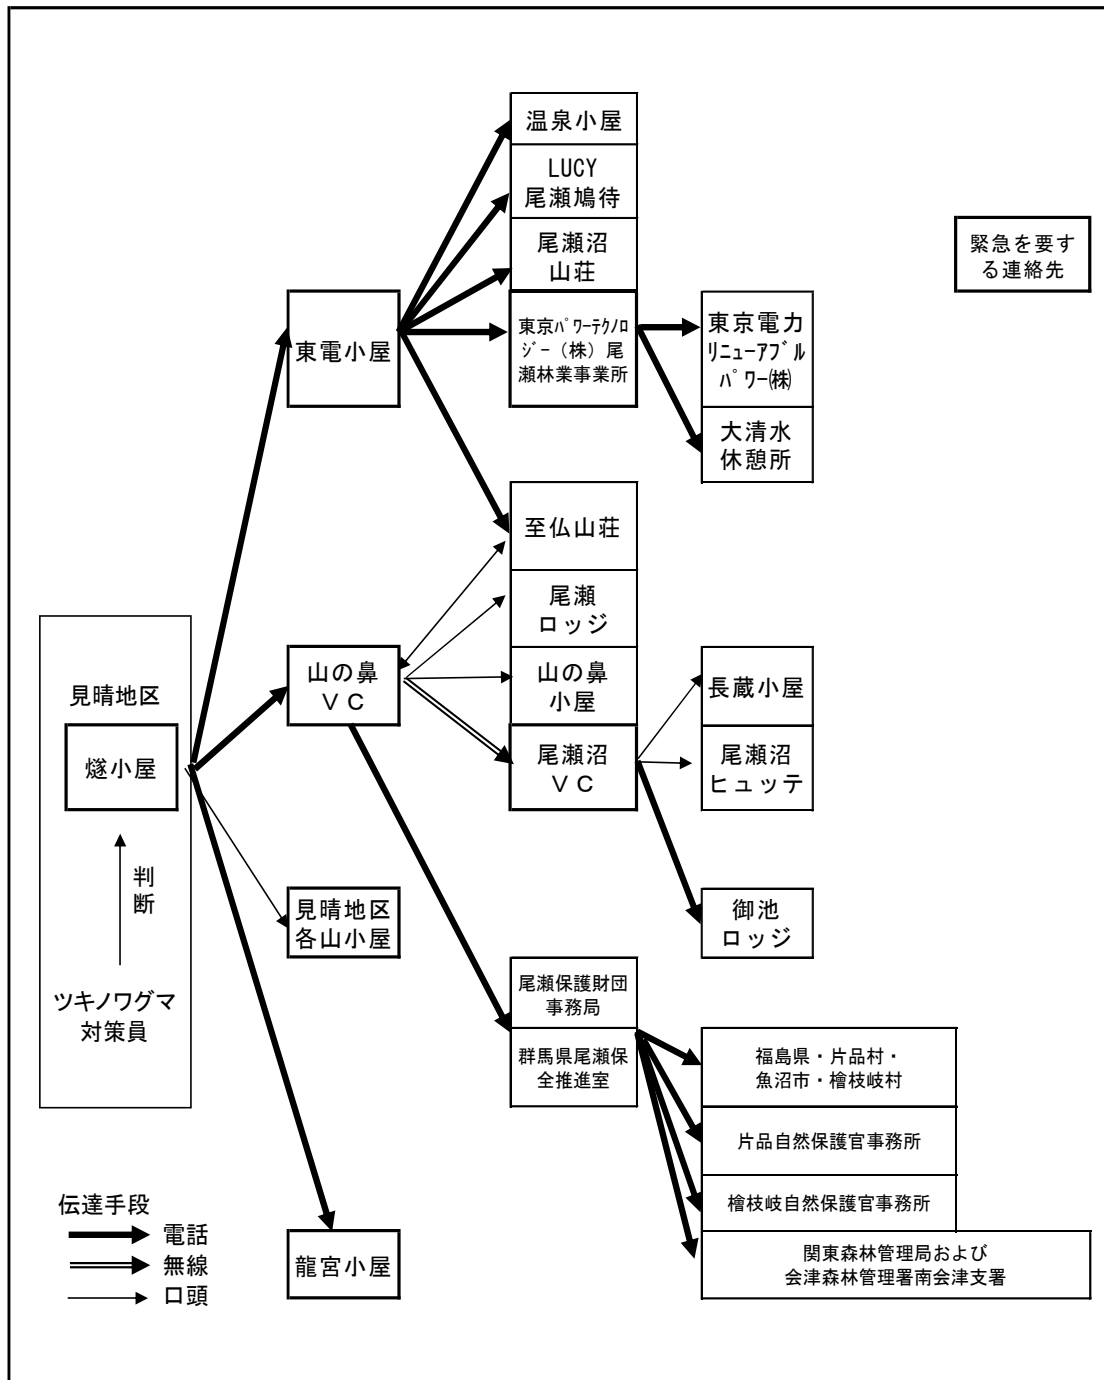 温泉小屋
LUCY
尾瀬鳩待
尾瀬沼
山荘
緊急を要す
る連絡先
東電小屋
東京ﾊﾟﾜｰﾃｸﾉﾛ
ｼﾞｰ（株）尾
瀬林業事業所
東京電力
ﾘﾆｭｰｱﾌﾞﾙ
ﾊﾟﾜｰ㈱
大清水
休憩所
至仏山荘
尾瀬
ロッジ
見晴地区
燧小屋
判
断
ツキノワグマ
対策員
山の鼻
ＶＣ
山の鼻
小屋
尾瀬沼
ＶＣ
長蔵小屋
尾瀬沼
ヒュッテ
見晴地区
各山小屋
御池
ロッジ
尾瀬保護財団
事務局
群馬県尾瀬保
全推進室
福島県・片品村・
魚沼市・檜枝岐村
片品自然保護官事務所
檜枝岐自然保護官事務所
関東森林管理局および
会津森林管理署南会津支署
龍宮小屋
伝達手段
電話
無線
口頭